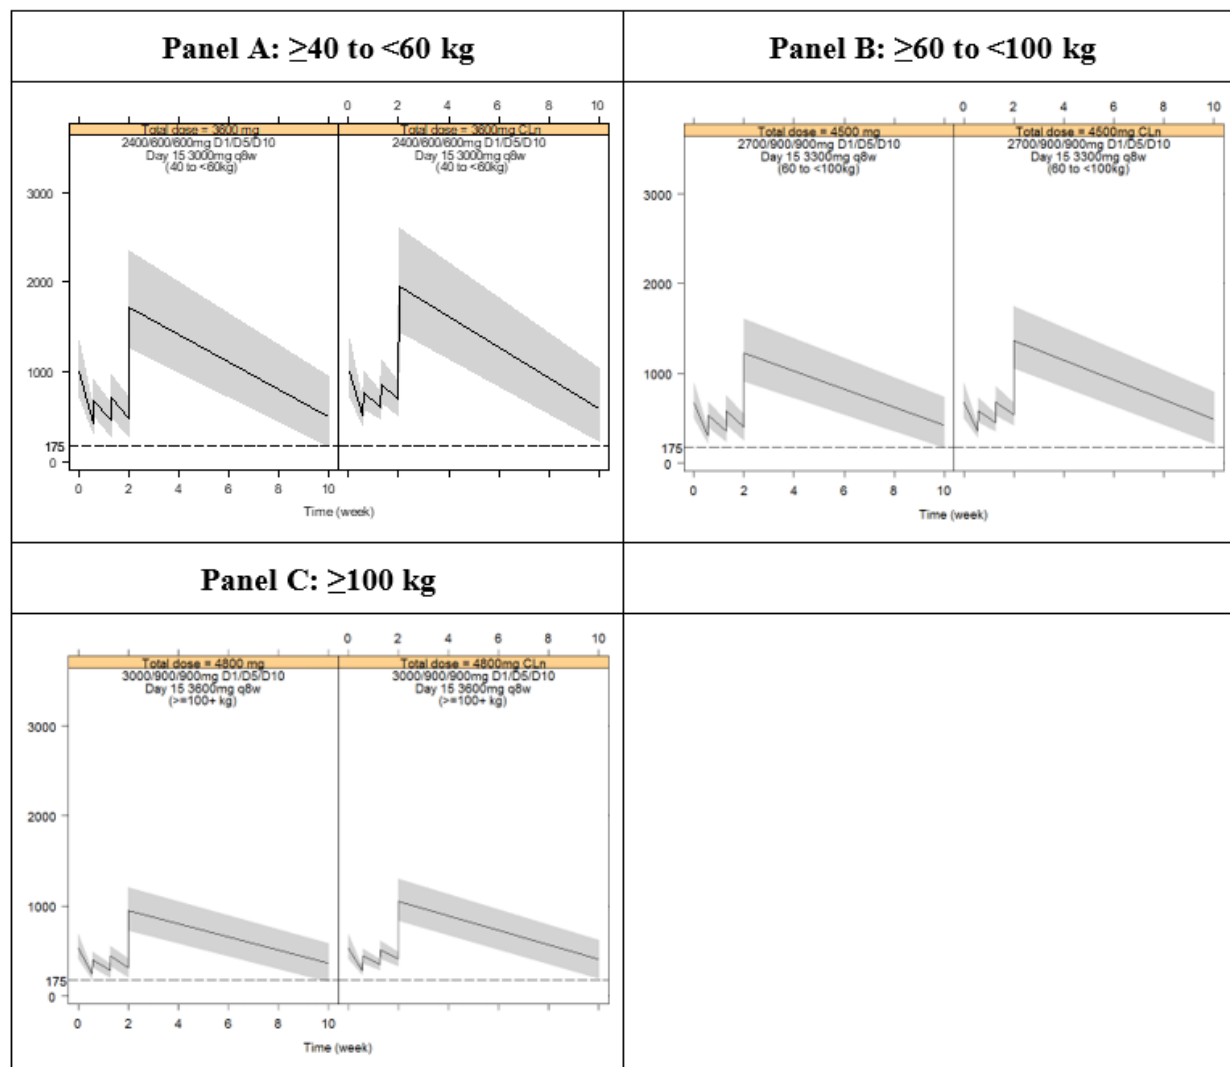 Panel A: ≥40 to <60 kg
Panel B: ≥60 to <100 kg
0 2 4 6 8 10
Total dose = 3600 mg
2400/600/600mg D1/D5/D10
Day 15 3000mg q8w
(40 to <60kg)
Total dose = 3600mg CLn
2400/600/600mg D1/D5/D10
Day 15 3000mg q8w
(40 to <60kg)
3000
2000
1000
175
0
0 2 4 6 8 10
Time (week)
0 2 4 6 8 10
Total dose = 4500 mg
2700/900/900mg D1/D5/D10
Day 15 3300mg q8w
(60 to <100kg)
Total dose = 4500mg CLn
2700/900/900mg D1/D5/D10
Day 15 3300mg q8w
(60 to <100kg)
3000
2000
1000
175
0
0 2 4 6 8 10
Time (week)
Panel C: ≥100 kg
0 2 4 6 8 10
Total dose = 4800 mg
3000/900/900mg D1/D5/D10
Day 15 3600mg q8w
(>=100+ kg)
Total dose = 4800mg CLn
3000/900/900mg D1/D5/D10
Day 15 3600mg q8w
(>=100+ kg)
3000
2000
1000
175
0
0 2 4 6 8 10
Time (week)